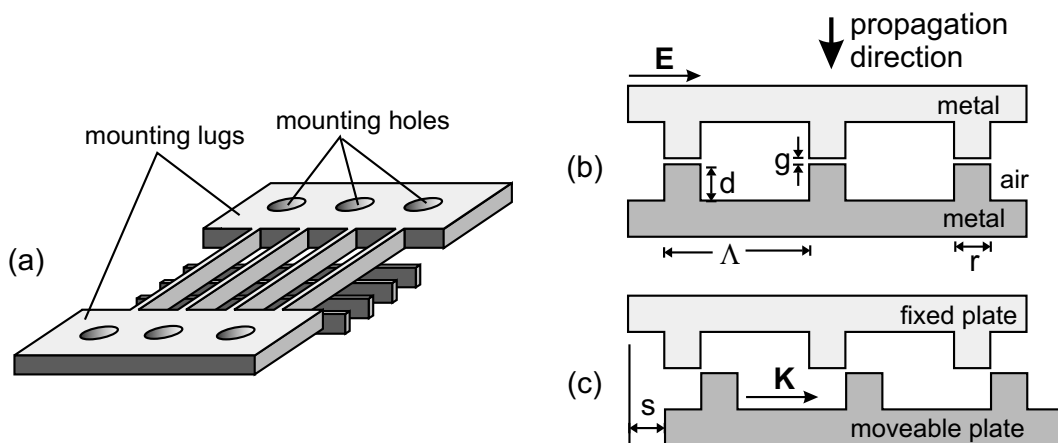 (a)
mounting lugs
mounting holes
propagation
direction
E
metal
(b)
g
d
air
metal
Λ
r
fixed plate
(c)
K
s
moveable plate